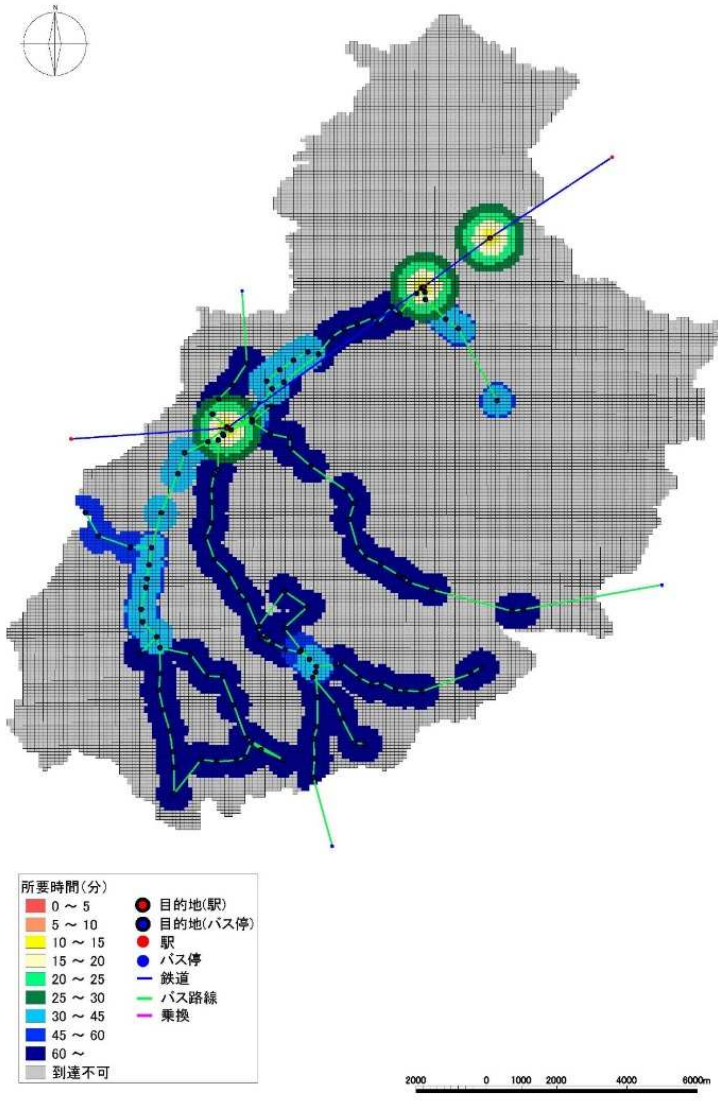 所要時間(分)
0 ～ 5
5 ～ 10
10 ～ 15
15 ～ 20
20 ～ 25
25 ～ 30
30 ～ 45
45 ～ 60
60 ～
到達不可
目的地(駅)
目的地(バス停)
駅
バス停
鉄道
バス路線
乗換
2000 0 1000 2000 4000 6000m